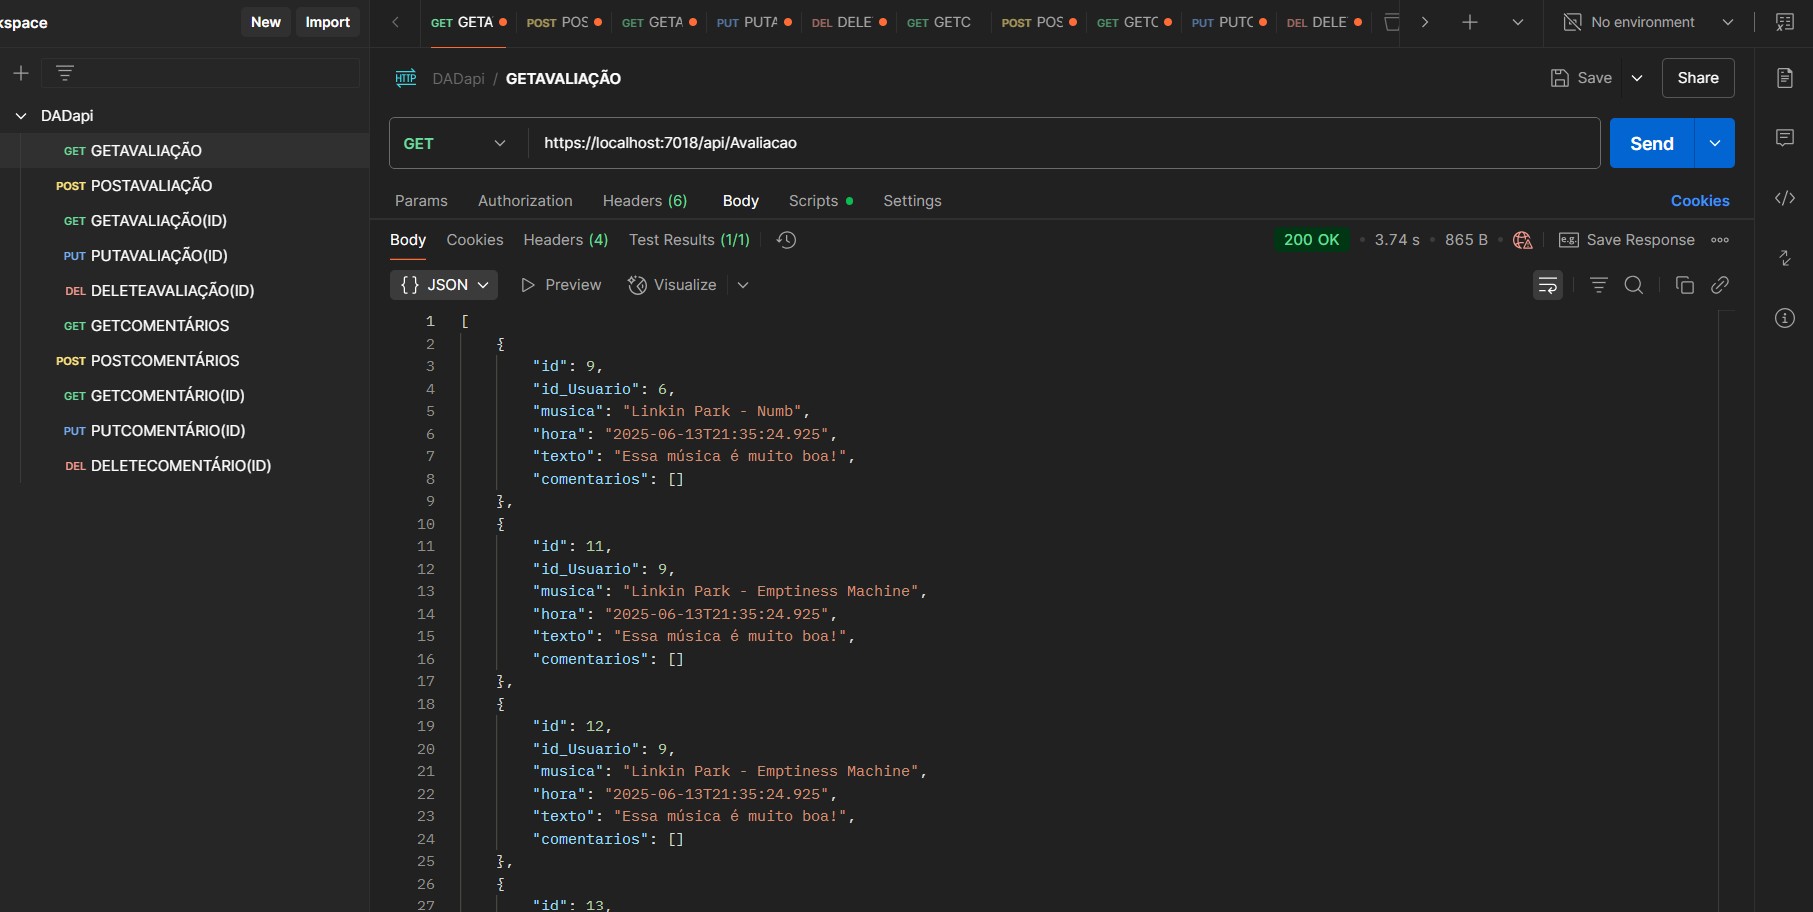 kspace
New
Import
GET GETA
POST POS
GET GETA
PUT PUTA
DEL DELE
GET GETC
POST POS
GET GETC
PUT PUTC
DEL DELE
No environment
HTTP
DADapi / GETAVALIAÇÃO
Save
Share
DADapi
GET GETAVALIAÇÃO
POST POSTAVALIAÇÃO
GET GETAVALIAÇÃO(ID)
PUT PUTAVALIAÇÃO(ID)
DEL DELETEAVALIAÇÃO(ID)
GET GETCOMENTÁRIOS
POST POSTCOMENTÁRIOS
GET GETCOMENTÁRIO(ID)
PUT PUTCOMENTÁRIO(ID)
DEL DELETECOMENTÁRIO(ID)
GET
https://localhost:7018/api/Avaliacao
Send
Params Authorization Headers (6) Body Scripts Settings
Cookies
Body Cookies Headers (4) Test Results (1/1)
200 OK • 3.74 s • 865 B •
e.g. Save Response
{} JSON Preview Visualize
1 [
2 {
3 "id": 9,
4 "id_Usuario": 6,
5 "musica": "Linkin Park - Numb",
6 "hora": "2025-06-13T21:35:24.925",
7 "texto": "Essa música é muito boa!",
8 "comentarios": []
9 },
10 {
11 "id": 11,
12 "id_Usuario": 9,
13 "musica": "Linkin Park - Emptiness Machine",
14 "hora": "2025-06-13T21:35:24.925",
15 "texto": "Essa música é muito boa!",
16 "comentarios": []
17 },
18 {
19 "id": 12,
20 "id_Usuario": 9,
21 "musica": "Linkin Park - Emptiness Machine",
22 "hora": "2025-06-13T21:35:24.925",
23 "texto": "Essa música é muito boa!",
24 "comentarios": []
25 },
26 {
27 "id": 13,